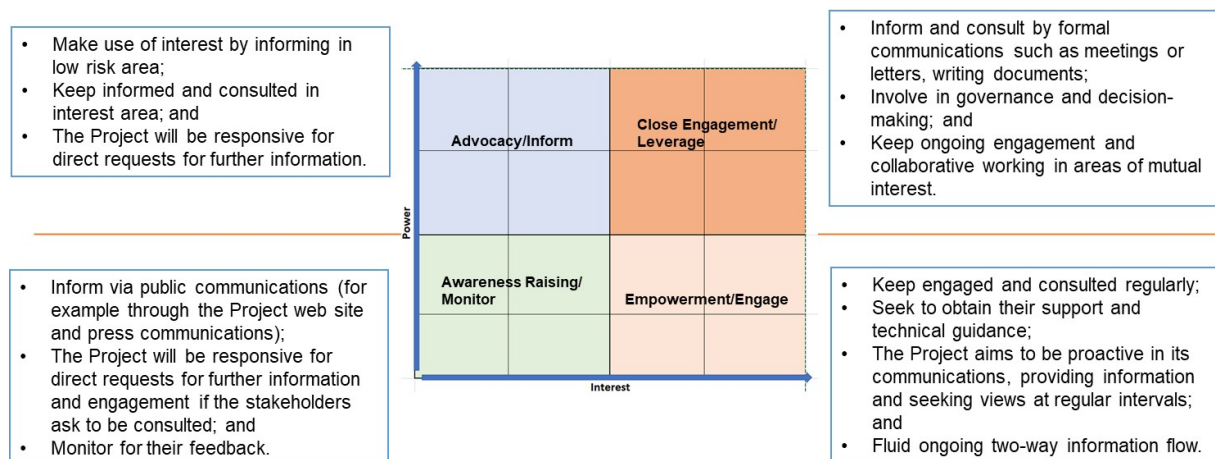 • Make use of interest by informing in
low risk area;
• Keep informed and consulted in
interest area; and
• The Project will be responsive for
direct requests for further information.
• Inform and consult by formal
communications such as meetings or
letters, writing documents;
• Involve in governance and decision-
making; and
• Keep ongoing engagement and
collaborative working in areas of mutual
interest.
Advocacy/Inform
Close Engagement/
Leverage
Power
Awareness Raising/
Monitor
Empowerment/Engage
Interest
• Inform via public communications (for
example through the Project web site
and press communications);
• The Project will be responsive for
direct requests for further information
and engagement if the stakeholders
ask to be consulted; and
• Monitor for their feedback.
• Keep engaged and consulted regularly;
• Seek to obtain their support and
technical guidance;
• The Project aims to be proactive in its
communications, providing information
and seeking views at regular intervals;
and
• Fluid ongoing two-way information flow.